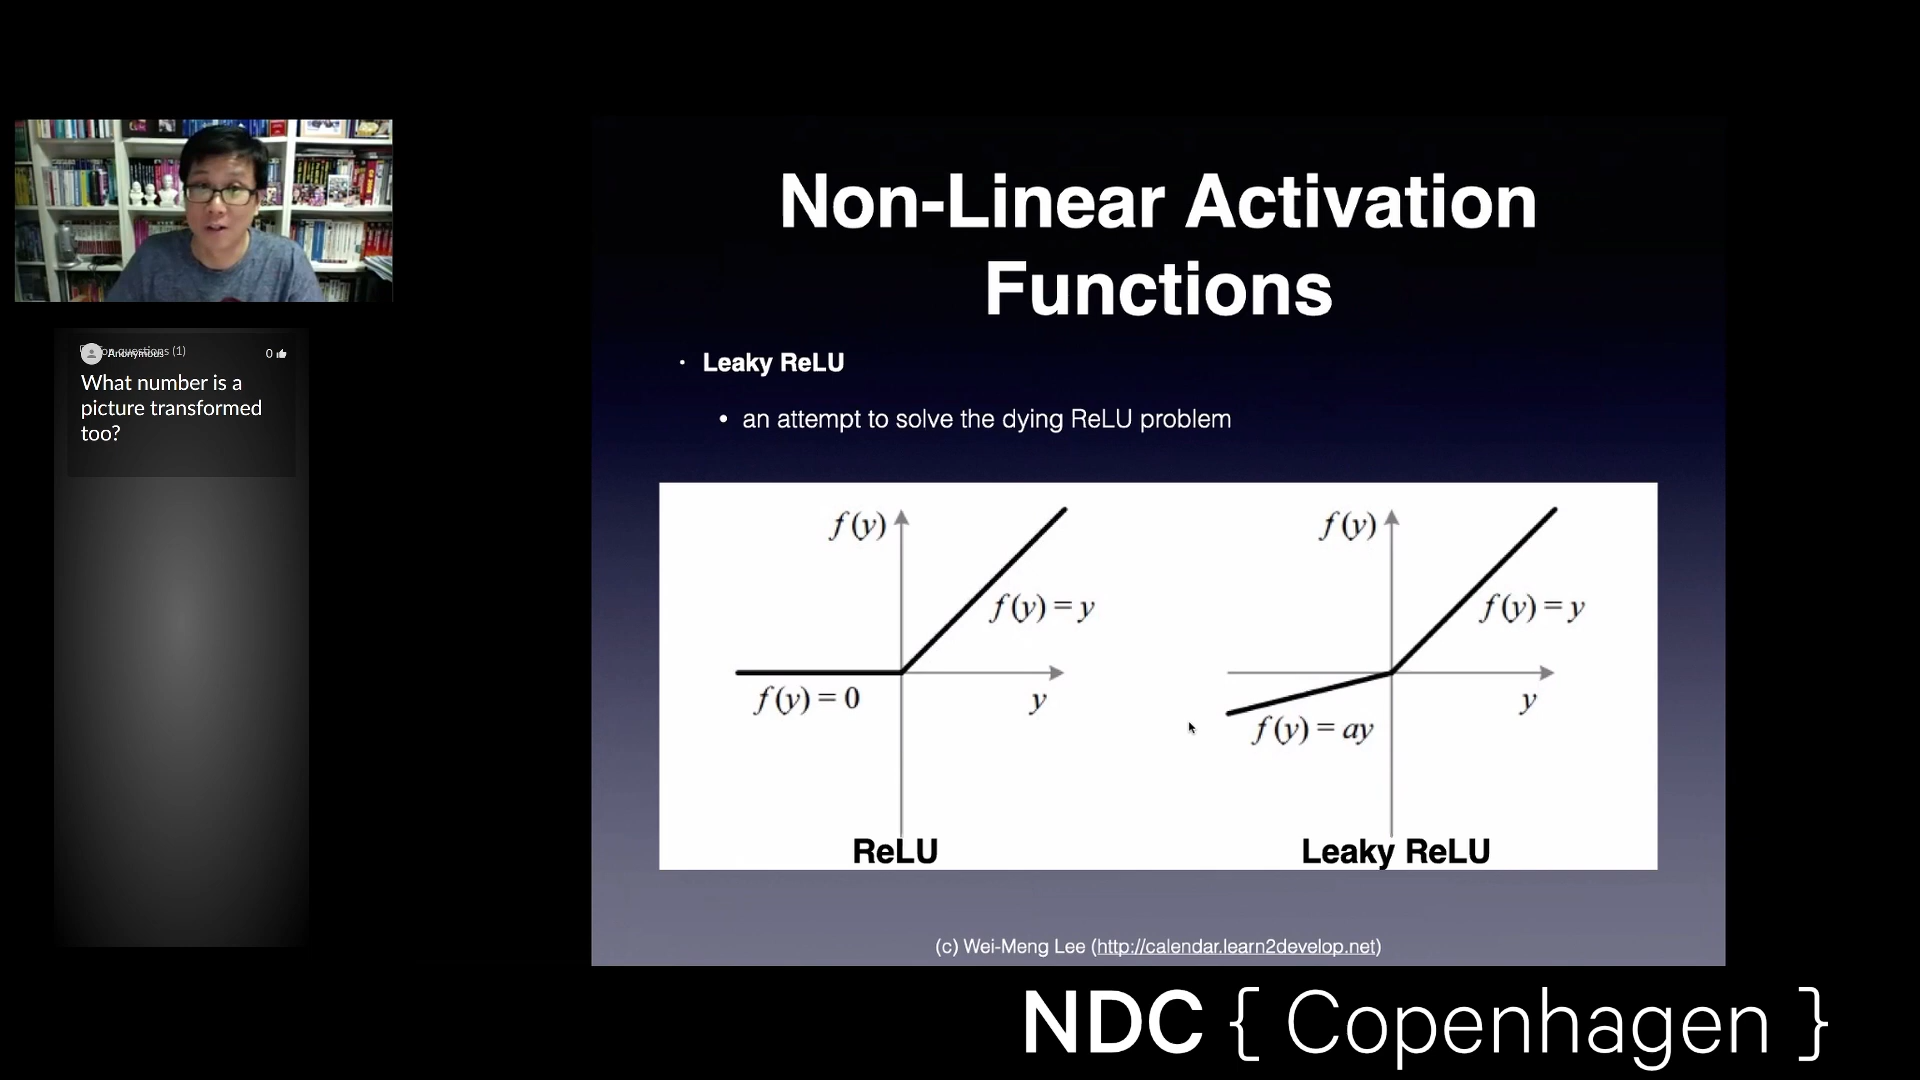 questions (1)
Anonymous
0
What number is a
picture transformed
too?
Non-Linear Activation
Functions
· Leaky ReLU
• an attempt to solve the dying ReLU problem
f(y)
f(y) = y
f(y) = 0
y
ReLU
f(y)
f(y) = y
f(y) = ay
y
Leaky ReLU
(c) Wei-Meng Lee (http://calendar.learn2develop.net)
NDC { Copenhagen }